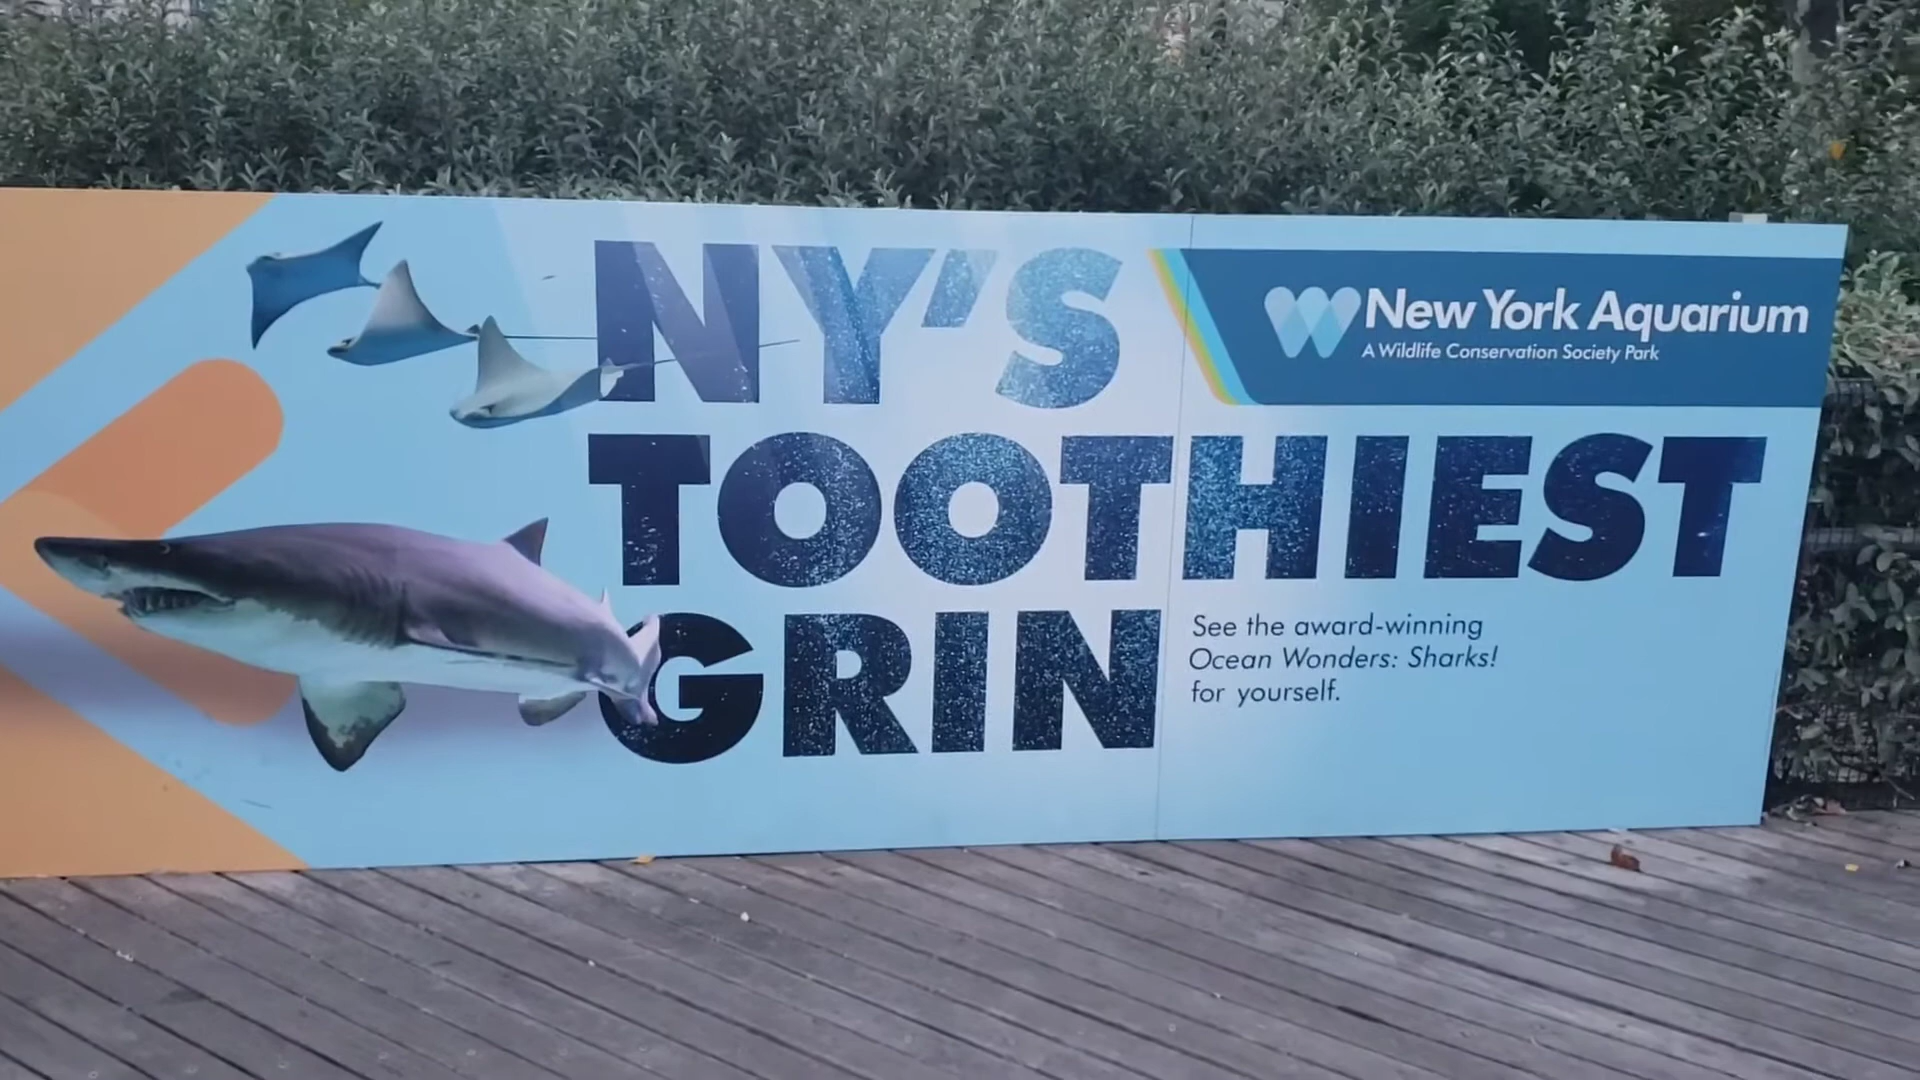 NY'S
TOOTHIEST
GRIN
New York Aquarium
A Wildlife Conservation Society Park
See the award-winning
Ocean Wonders: Sharks!
for yourself.